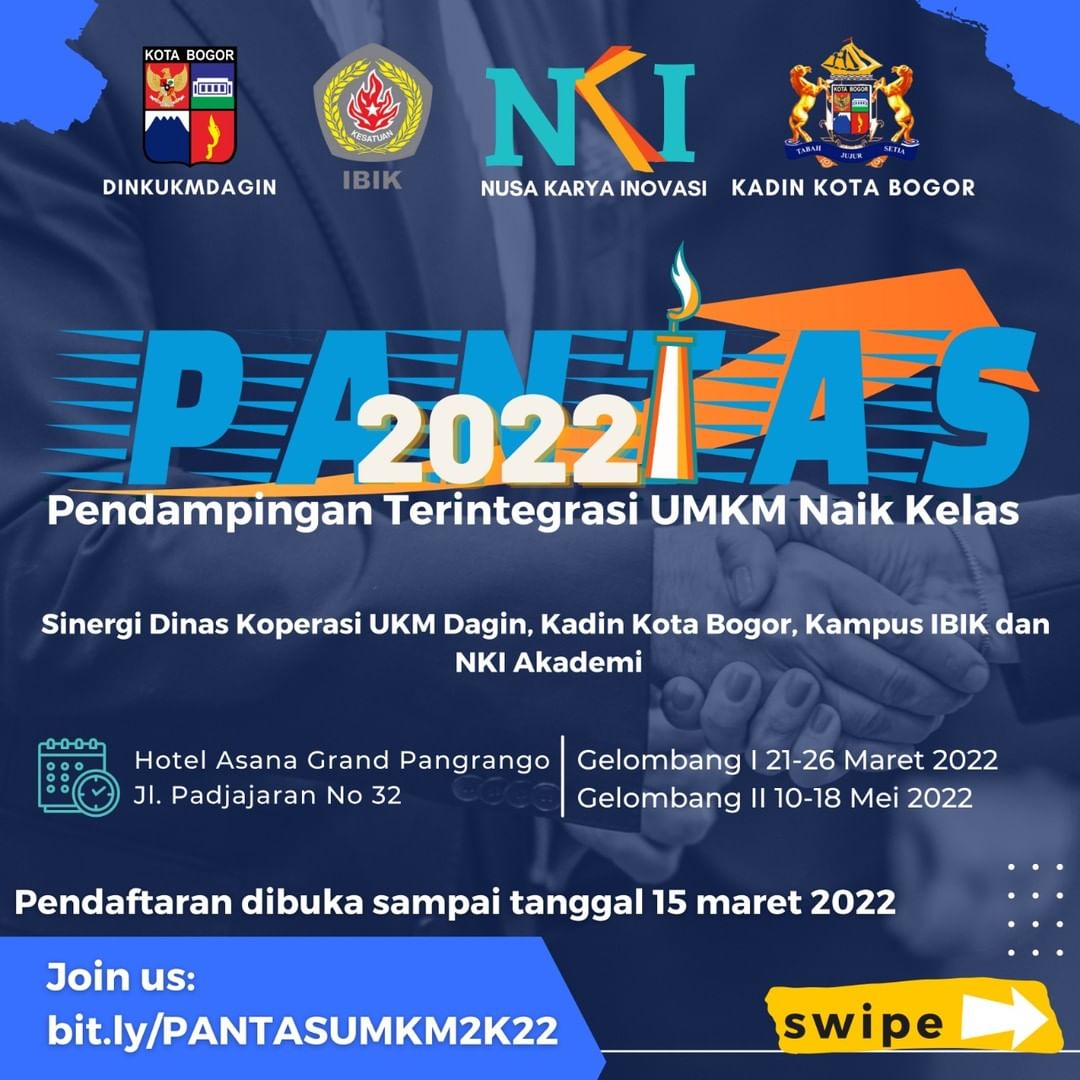 KOTA BOGOR
DINKUKMDAGIN
KESATUAN
IBIK
NKI
NUSA KARYA INOVASI
KOTA BOGOR
TABAH JUJUR SETIA
KADIN KOTA BOGOR
PANTAS
2022
Pendampingan Terintegrasi UMKM Naik Kelas
Sinergi Dinas Koperasi UKM Dagin, Kadin Kota Bogor, Kampus IBIK dan
NKI Akademi
Hotel Asana Grand Pangrango
Jl. Padjajaran No 32
Gelombang I 21-26 Maret 2022
Gelombang II 10-18 Mei 2022
Pendaftaran dibuka sampai tanggal 15 maret 2022
Join us:
bit.ly/PANTASUMKM2K22
swipe